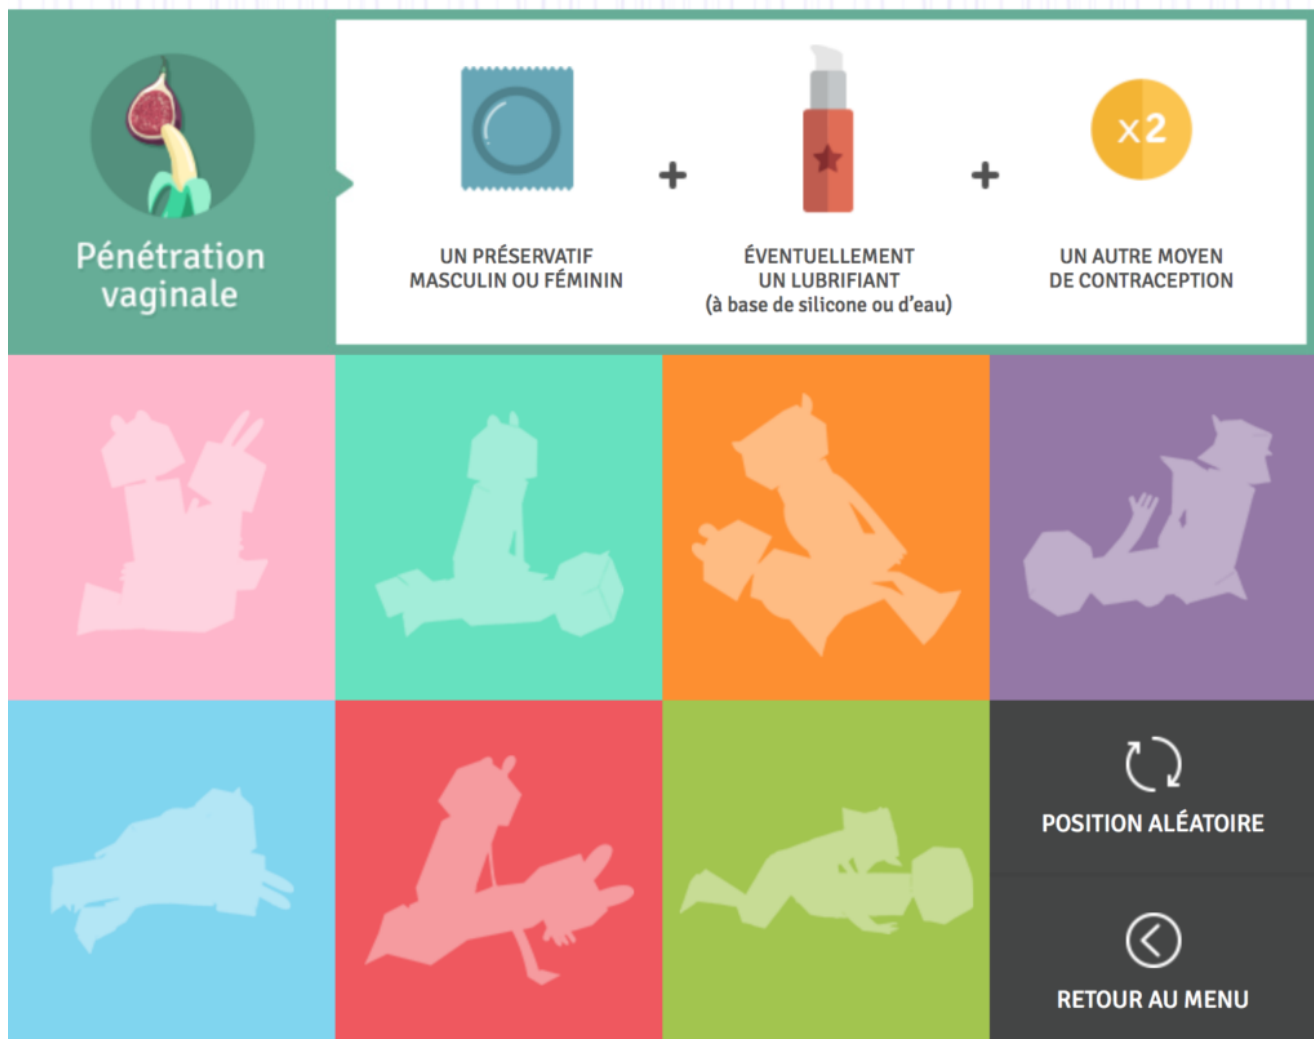 Pénétration
vaginale
UN PRÉSERVATIF
MASCULIN OU FÉMININ
+
ÉVENTUELLEMENT
UN LUBRIFIANT
(à base de silicone ou d'eau)
+
x2
UN AUTRE MOYEN
DE CONTRACEPTION
POSITION ALÉATOIRE
RETOUR AU MENU